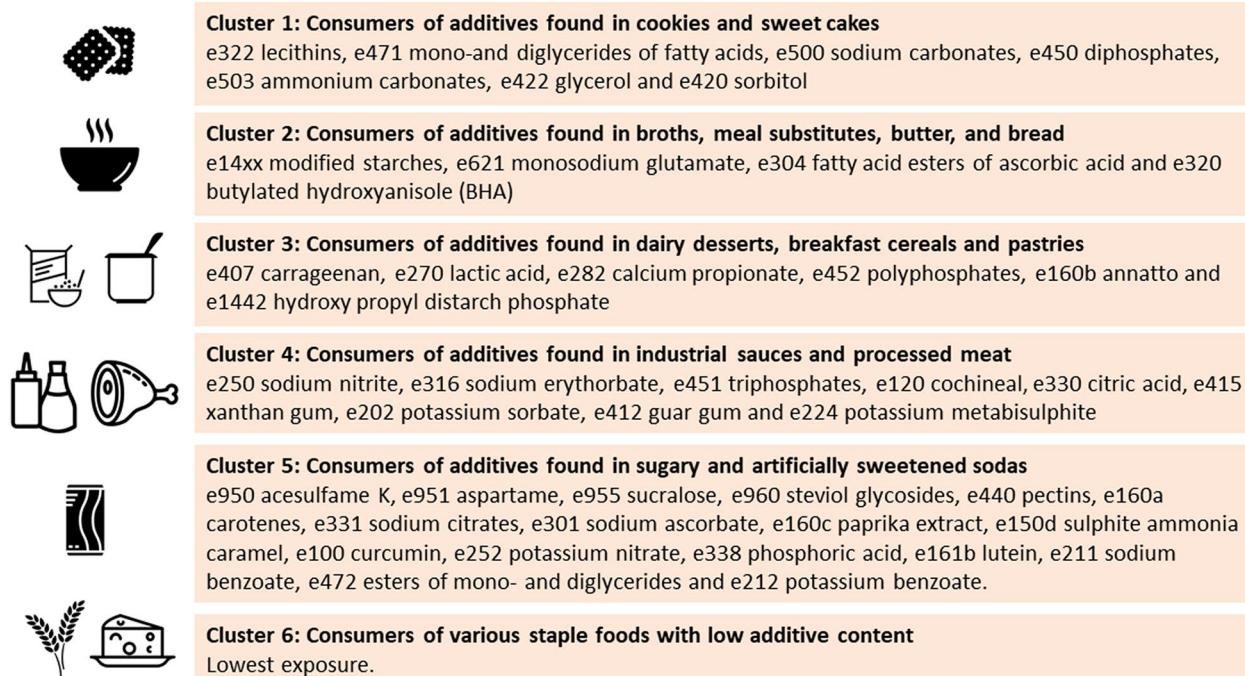 Cluster 1: Consumers of additives found in cookies and sweet cakes
e322 lecithins, e471 mono-and diglycerides of fatty acids, e500 sodium carbonates, e450 diphosphates,
e503 ammonium carbonates, e422 glycerol and e420 sorbitol
Cluster 2: Consumers of additives found in broths, meal substitutes, butter, and bread
e14xx modified starches, e621 monosodium glutamate, e304 fatty acid esters of ascorbic acid and e320
butylated hydroxyanisole (BHA)
Cluster 3: Consumers of additives found in dairy desserts, breakfast cereals and pastries
e407 carrageenan, e270 lactic acid, e282 calcium propionate, e452 polyphosphates, e160b annatto and
e1442 hydroxy propyl distarch phosphate
Cluster 4: Consumers of additives found in industrial sauces and processed meat
e250 sodium nitrite, e316 sodium erythorbate, e451 triphosphates, e120 cochineal, e330 citric acid, e415
xanthan gum, e202 potassium sorbate, e412 guar gum and e224 potassium metabisulphite
Cluster 5: Consumers of additives found in sugary and artificially sweetened sodas
e950 acesulfame K, e951 aspartame, e955 sucralose, e960 steviol glycosides, e440 pectins, e160a
carotenes, e331 sodium citrates, e301 sodium ascorbate, e160c paprika extract, e150d sulphite ammonia
caramel, e100 curcumin, e252 potassium nitrate, e338 phosphoric acid, e161b lutein, e211 sodium
benzoate, e472 esters of mono- and diglycerides and e212 potassium benzoate.
Cluster 6: Consumers of various staple foods with low additive content
Lowest exposure.